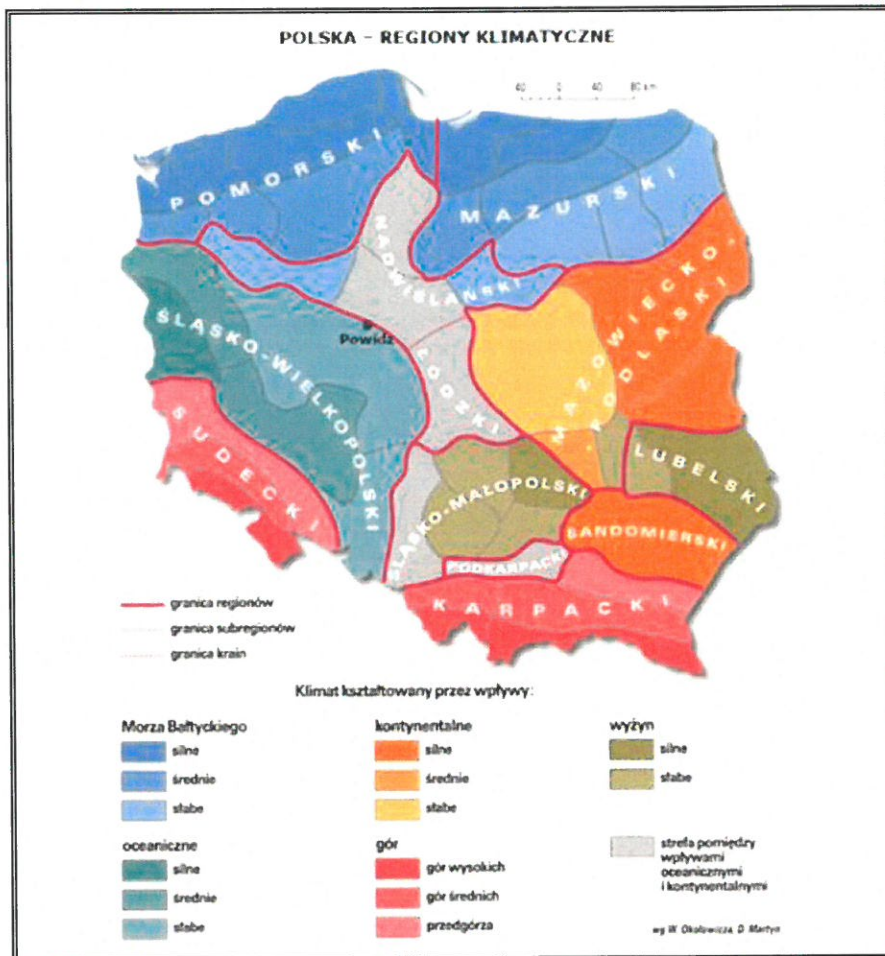 POLSKA – REGIONY KLIMATYCZNE
40 0 40 80 km
POMORSKI
MAZURSKI
NADWIŚLAŃSKI
MAZOWIECKO-
-PODLASKI
Powidz
ŚLĄSKO-WIELKOPOLSKI
ŁÓDZKI
SUDECKI
LUBELSKI
ŚLĄSKO-MAŁOPOLSKI
SANDOMIERSKI
PODKARPACKI
KARPACKI
granica regionów
granica subregionów
granica krain
Klimat kształtowany przez wpływy:
Morza Bałtyckiego
silne
średnie
słabe
kontynentalne
silne
średnie
słabe
wyżyn
silne
słabe
oceaniczne
silne
średnie
słabe
gór
gór wysokich
gór średnich
przedgórza
strefa pomiędzy
wpływami
oceanicznymi
i kontynentalnymi
wg W. Okołowicza, D. Martyn